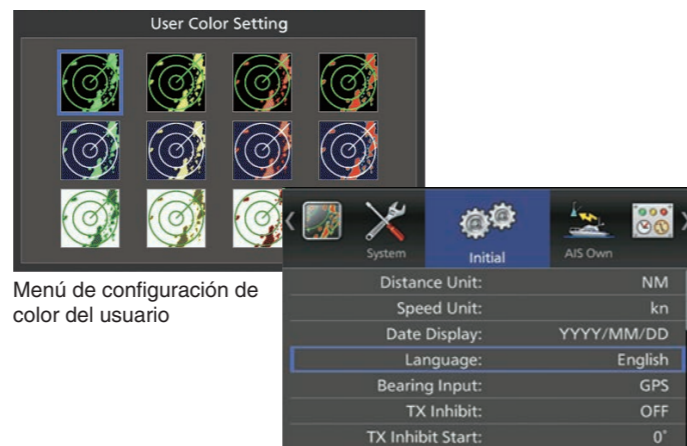 User Color Setting
Menú de configuración de
color del usuario
System
Initial
AIS Own
Distance Unit: NM
Speed Unit: kn
Date Display: YYYY/MM/DD
Language: English
Bearing Input: GPS
TX Inhibit: OFF
TX Inhibit Start: 0°